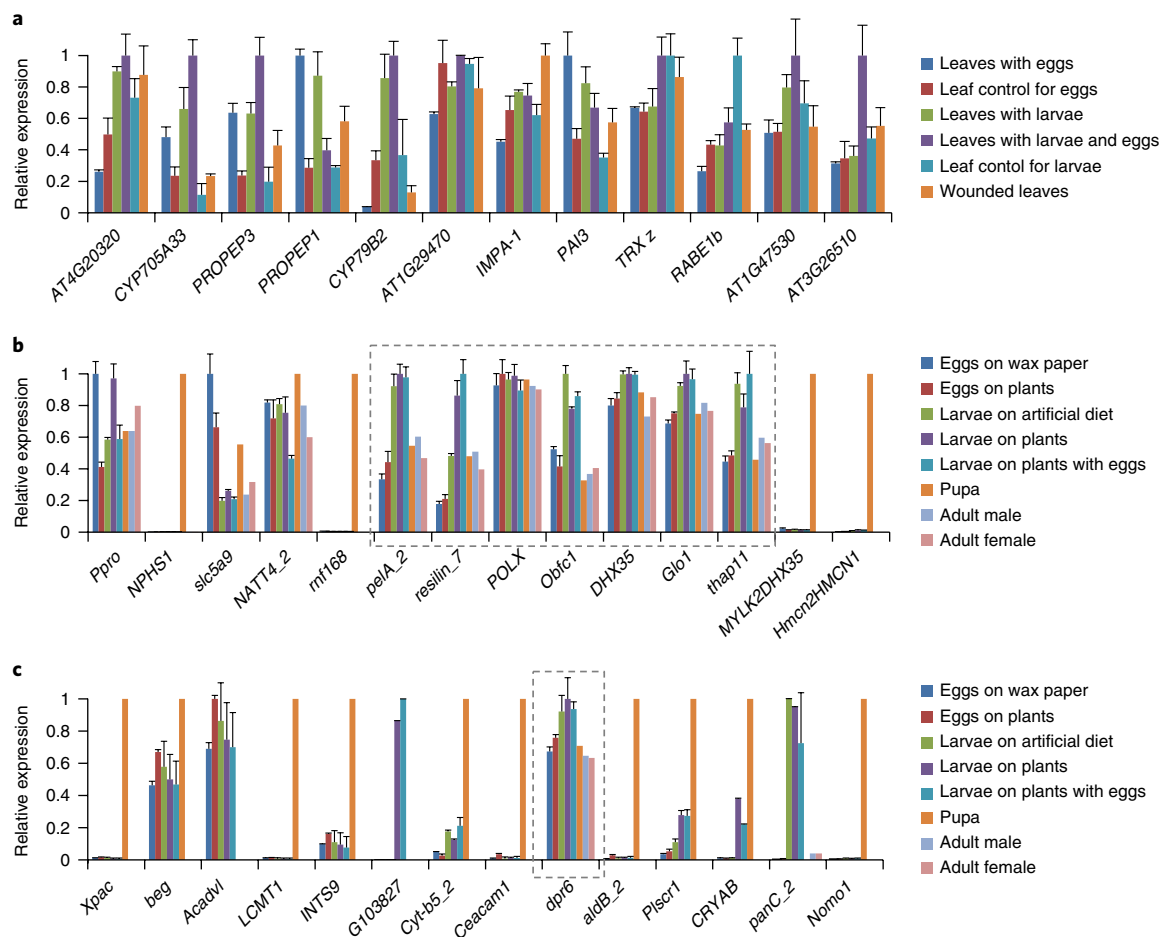 a
Relative expression
1
0.8
0.6
0.4
0.2
0
AT4G20320
CYP705A33
PROPEP3
PROPEP1
CYP79B2
AT1G29470
IMPA-1
PAI3
TRX z
RABE1b
AT1G47530
AT3G26510
Leaves with eggs
Leaf control for eggs
Leaves with larvae
Leaves with larvae and eggs
Leaf contol for larvae
Wounded leaves
b
Relative expression
1
0.8
0.6
0.4
0.2
0
Ppro
NPHS1
slc5a9
NATT4_2
rnf168
pelA_2
resilin_7
POLX
Obfc1
DHX35
Glo1
thap11
MYLK2DHX35
Hmcn2HMCN1
Eggs on wax paper
Eggs on plants
Larvae on artificial diet
Larvae on plants
Larvae on plants with eggs
Pupa
Adult male
Adult female
c
Relative expression
1
0.8
0.6
0.4
0.2
0
Xpac
beg
Acadvl
LCMT1
INTS9
G103827
Cyt-b5_2
Ceacam1
dpr6
aldB_2
Plscr1
CRYAB
panC_2
Nomo1
Eggs on wax paper
Eggs on plants
Larvae on artificial diet
Larvae on plants
Larvae on plants with eggs
Pupa
Adult male
Adult female